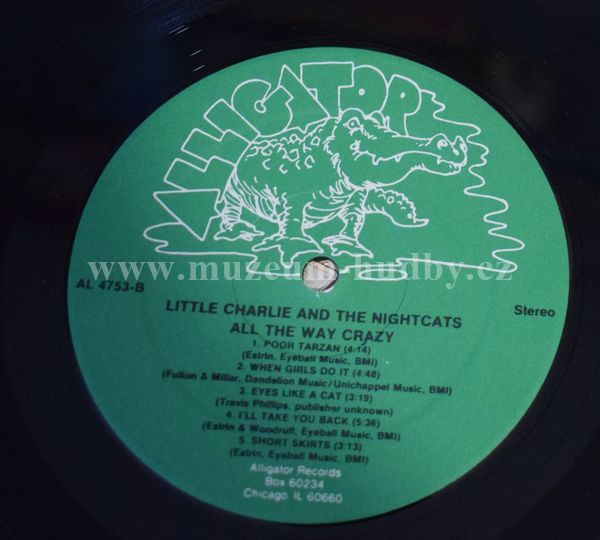 ALLIGATOR
www.muzeum-hudby.cz
AL 4753-B
Stereo
LITTLE CHARLIE AND THE NIGHTCATS
ALL THE WAY CRAZY
1. POOR TARZAN (4:14)
(Estrin, Eyeball Music, BMI)
2. WHEN GIRLS DO IT (4:48)
(Fullton & Miller, Dandelion Music/Unichappel Music, BMI)
3. EYES LIKE A CAT (3:19)
(Travis Phillips, publisher unknown)
4. I'LL TAKE YOU BACK (5:36)
(Estrin & Woodruff, Eyeball Music, BMI)
5. SHORT SKIRTS (3:13)
(Estrin, Eyeball Music, BMI)
Alligator Records
Box 60234
Chicago IL 60660